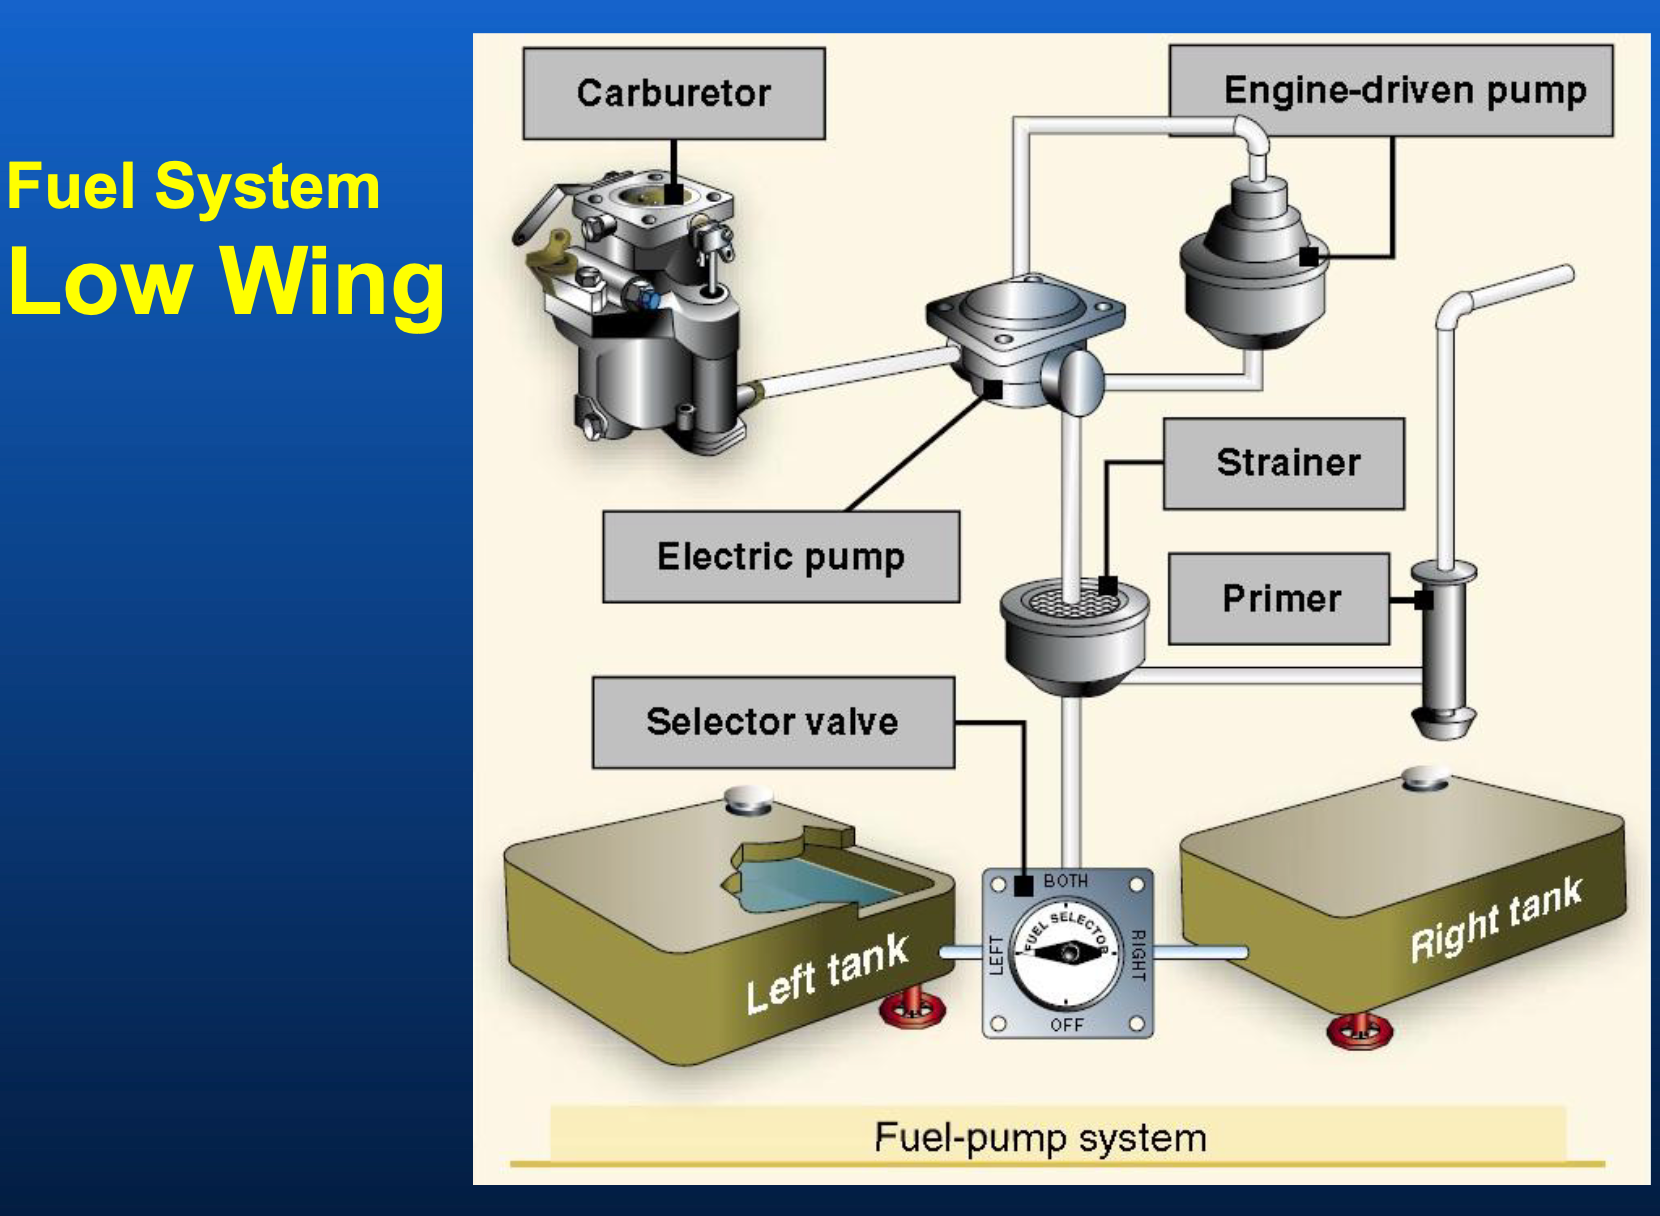 Fuel System
Low Wing
Carburetor
Engine-driven pump
Strainer
Electric pump
Primer
Selector valve
BOTH
FUEL SELECTOR
LEFT
RIGHT
OFF
Left tank
Right tank
Fuel-pump system